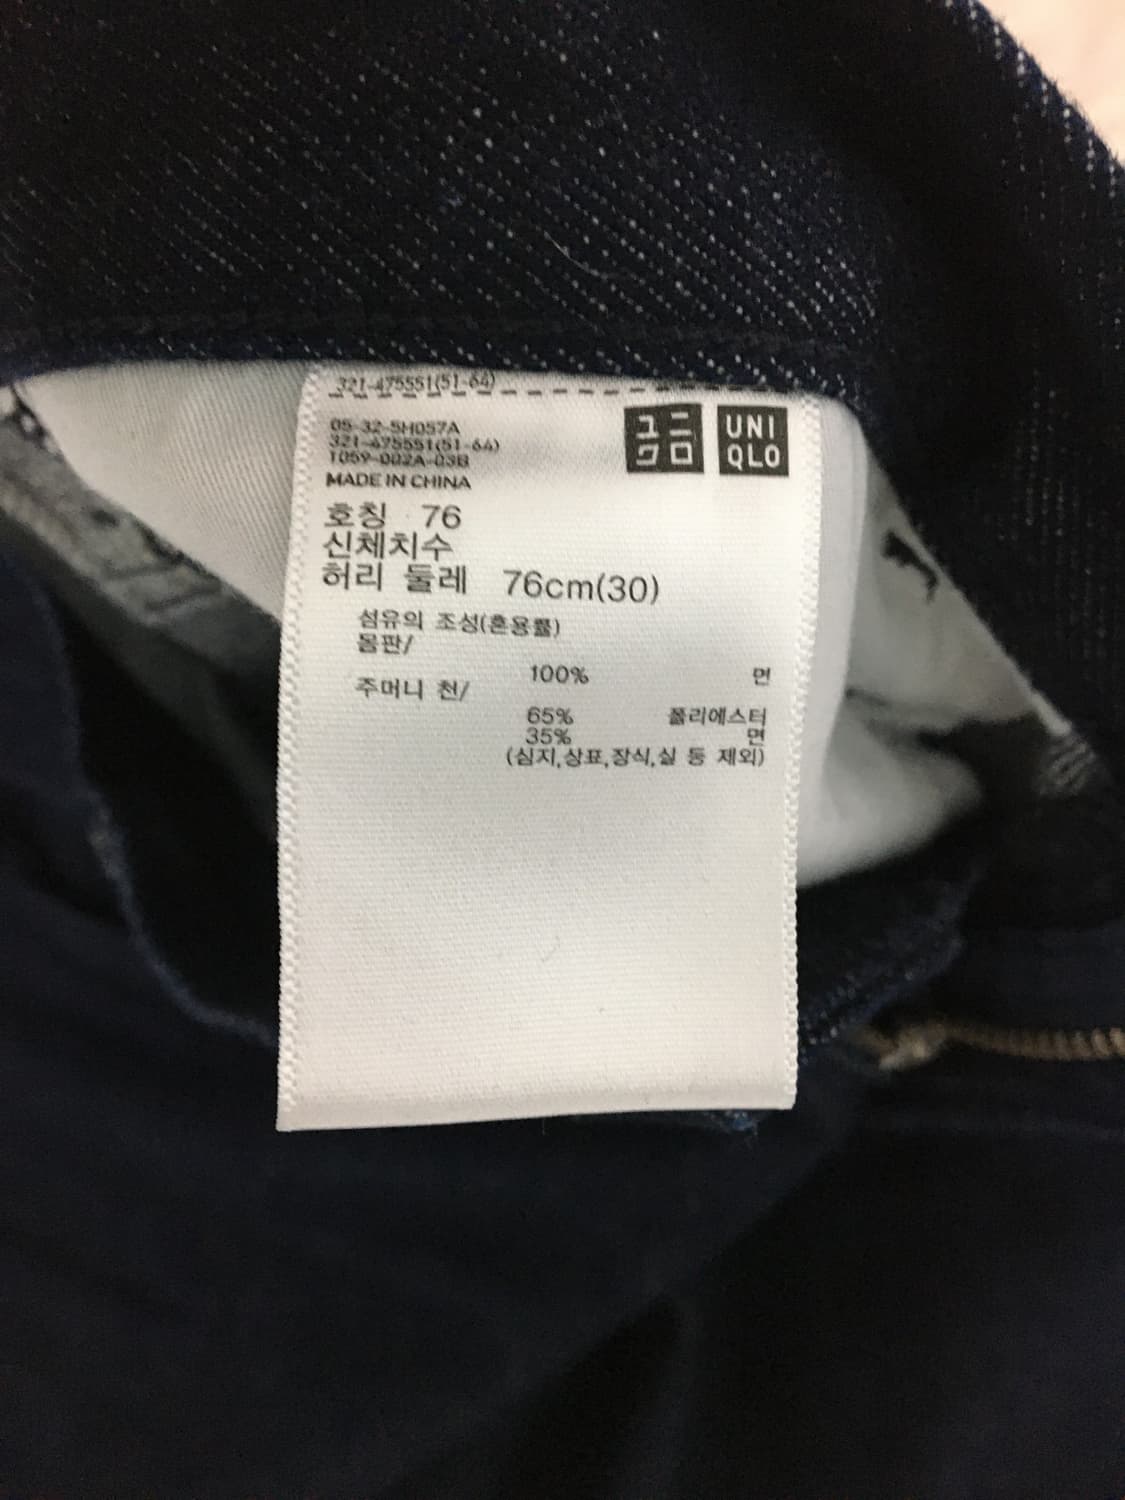 321-475551(51-64)
05-32-5H057A
321-475551(51-64)
1059-002A-03B
MADE IN CHINA
ユニ
クロ
UNI
QLO
호칭 76
신체치수
허리 둘레 76cm(30)
섬유의 조성(혼용률)
몸판/
100% 면
주머니 천/
65% 폴리에스터
35% 면
(심지,상표,장식,실 등 제외)